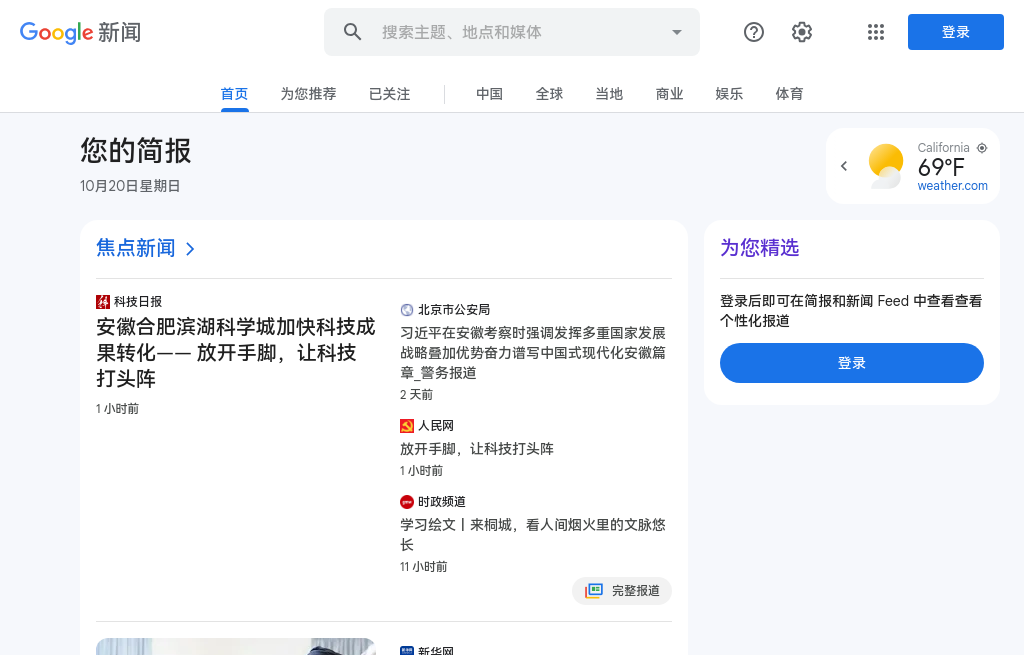 Google 新闻
搜索主题、地点和媒体
登录
首页
为您推荐
已关注
中国
全球
当地
商业
娱乐
体育
您的简报
10月20日星期日
California
69°F
weather.com
焦点新闻
科技日报
安徽合肥滨湖科学城加快科技成
果转化—— 放开手脚，让科技
打头阵
1 小时前
北京市公安局
习近平在安徽考察时强调发挥多重国家发展
战略叠加优势奋力谱写中国式现代化安徽篇
章_警务报道
2 天前
人民网
放开手脚，让科技打头阵
1 小时前
时政频道
学习绘文丨来桐城，看人间烟火里的文脉悠
长
11 小时前
完整报道
新华网
为您精选
登录后即可在简报和新闻 Feed 中查看查看
个性化报道
登录